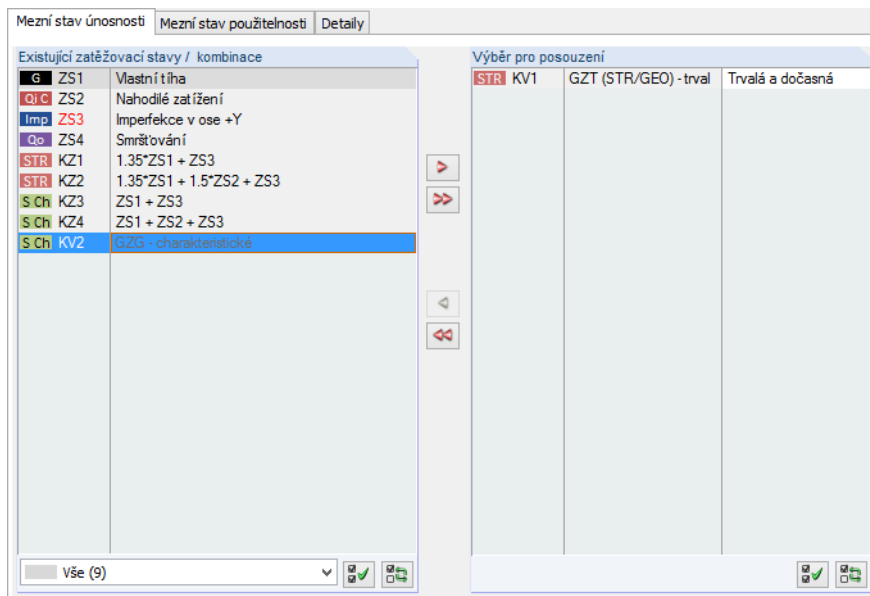 Mezní stav únosnosti Mezní stav použitelnosti Detaily
Existující zatěžovací stavy / kombinace
G ZS1 Vlastní tíha
Qi C ZS2 Nahodilé zatížení
Imp ZS3 Imperfekce v ose +Y
Qo ZS4 Smršťování
STR KZ1 1.35*ZS1 + ZS3
STR KZ2 1.35*ZS1 + 1.5*ZS2 + ZS3
S Ch KZ3 ZS1 + ZS3
S Ch KZ4 ZS1 + ZS2 + ZS3
S Ch KV2 GZG - charakteristické
Vše (9)
Výběr pro posouzení
STR KV1 GZT (STR/GEO) - trval Trvalá a dočasná